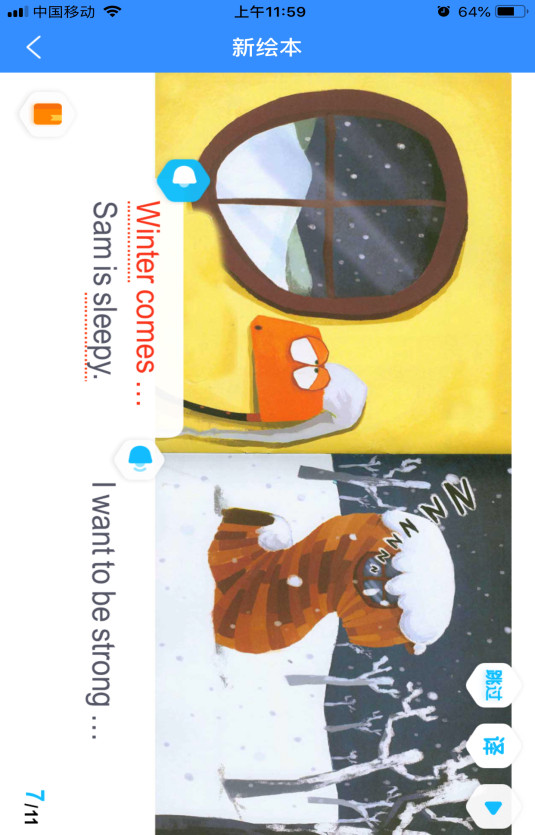 中国移动
上午11:59
64%
新绘本
Winter comes ...
Sam is sleepy.
I want to be strong ...
Z Z Z Z Z Z
跳过
译
7/11